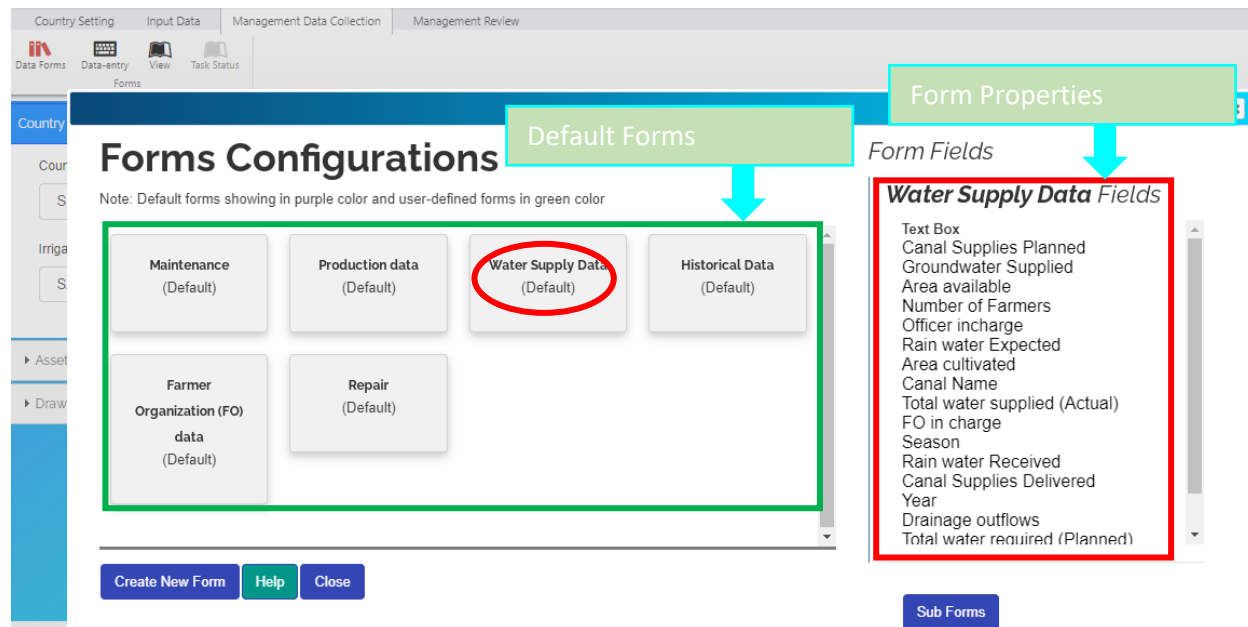 Country Setting Input Data Management Data Collection Management Review
Data Forms Data-entry View Task Status
Forms
Form Properties
Default Forms
Country
Coun
S
Irriga
S
Asset
Draw
Forms Configurations
Note: Default forms showing in purple color and user-defined forms in green color
Maintenance
(Default)
Production data
(Default)
Water Supply Data
(Default)
Historical Data
(Default)
Farmer
Organization (FO)
data
(Default)
Repair
(Default)
Create New Form Help Close
Form Fields
Water Supply Data Fields
Text Box
Canal Supplies Planned
Groundwater Supplied
Area available
Number of Farmers
Officer incharge
Rain water Expected
Area cultivated
Canal Name
Total water supplied (Actual)
FO in charge
Season
Rain water Received
Canal Supplies Delivered
Year
Drainage outflows
Total water required (Planned)
Sub Forms